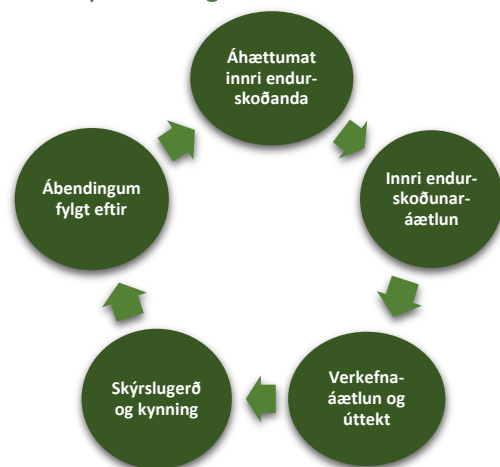 Áhættumat
innri endur-
skoðanda
Innri endur-
skoðunar-
áætlun
Verkefna-
áætlun og
úttekt
Skýrslugerð
og kynning
Ábendingum
fylgt eftir